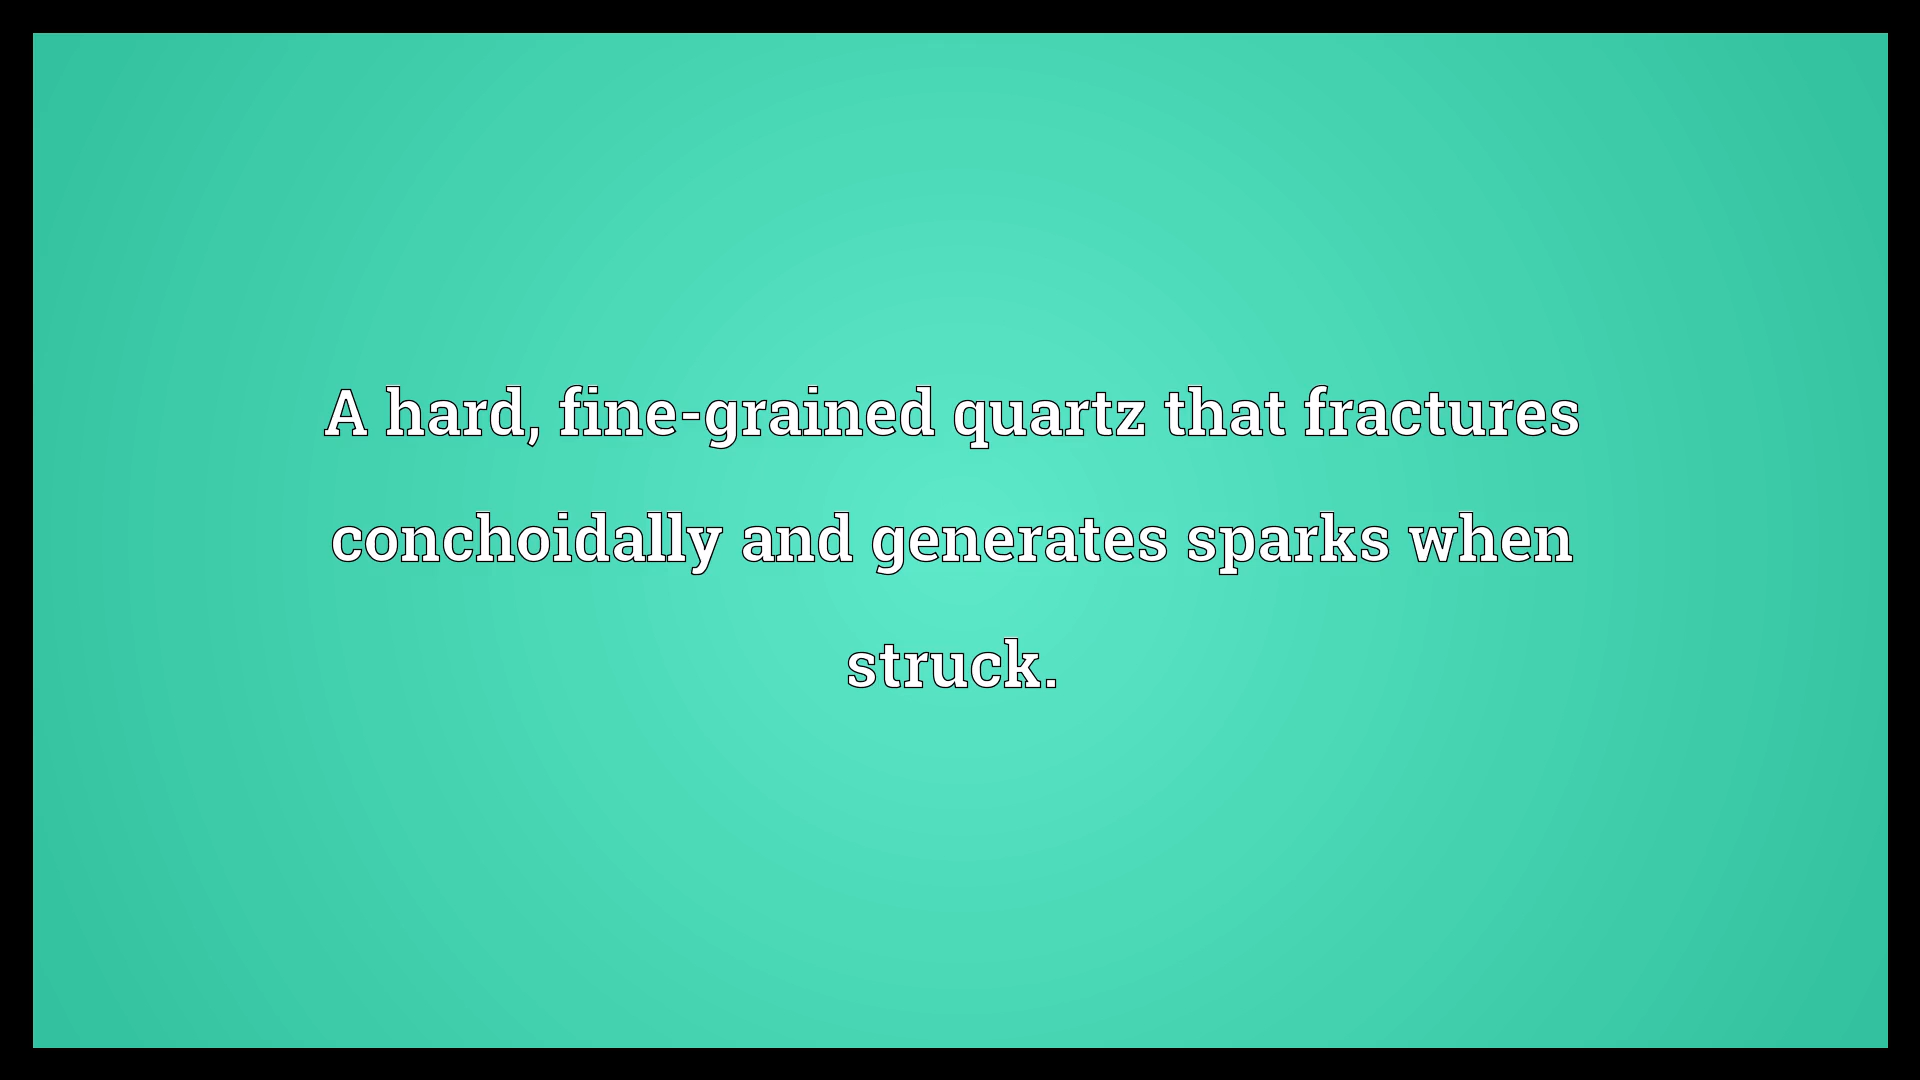 A hard, fine-grained quartz that fractures
conchoidally and generates sparks when
struck.